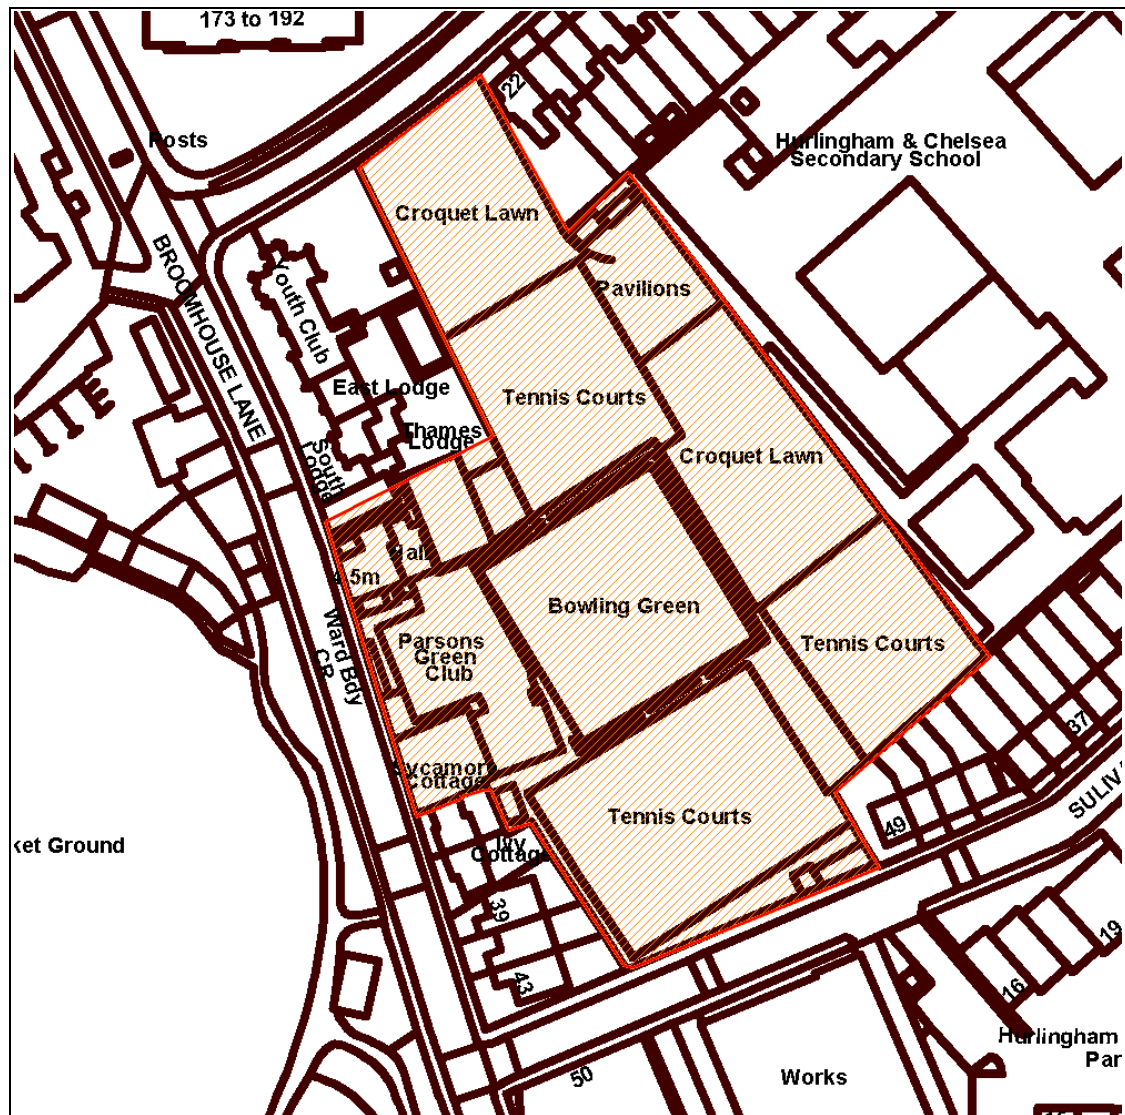 173 to 192
22
Posts
Hurlingham & Chelsea
Secondary School
Croquet Lawn
BROOMHOUSE LANE
Youth Club
Pavilions
East Lodge
Tennis Courts
Thames
Lodge
South
Lodge
Croquet Lawn
Hall
4.5m
Bowling Green
Ward Bdy
CR
Parsons
Green
Club
Tennis Courts
37
Sycamore
Cottage
SULIVA
Tennis Courts
49
ket Ground
Ivy
Cottage
39
43
19
16
Hurlingham
Par
50
Works